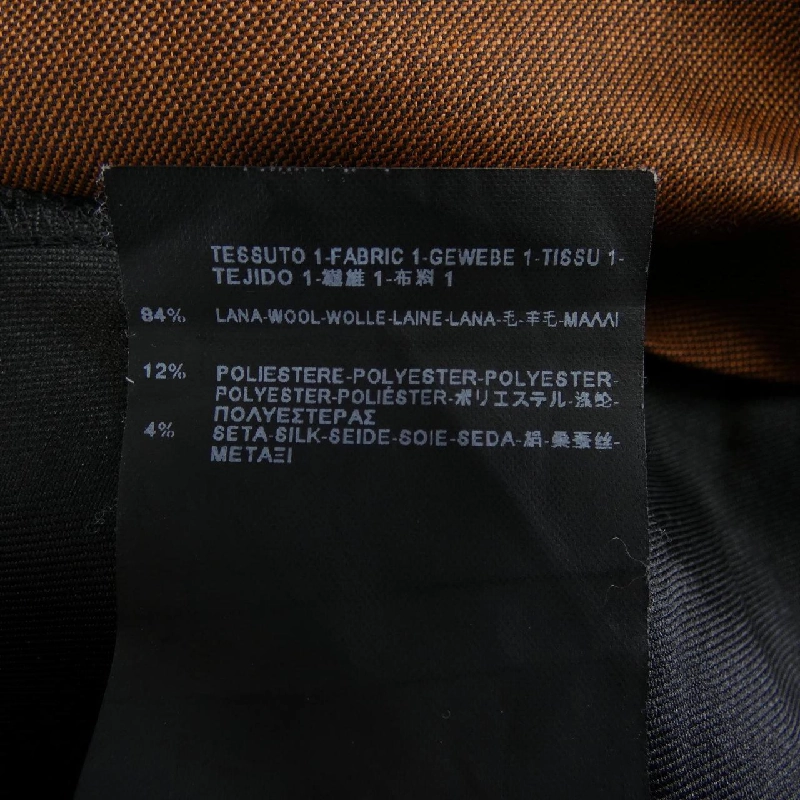 TESSUTO 1-FABRIC 1-GEWEBE 1-TISSU 1-
TEJIDO 1-繊維 1-布料 1
84% LANA-WOOL-WOLLE-LAINE-LANA-毛-羊毛-ΜΑΛΛΙ
12% POLIESTERE-POLYESTER-POLYESTER-
POLYESTER-POLIÉSTER-ポリエステル-涤纶-
ΠΟΛΥΕΣΤΕΡΑΣ
4% SETA-SILK-SEIDE-SOIE-SEDA-絹-桑蚕丝-
ΜΕΤΑΞΙ